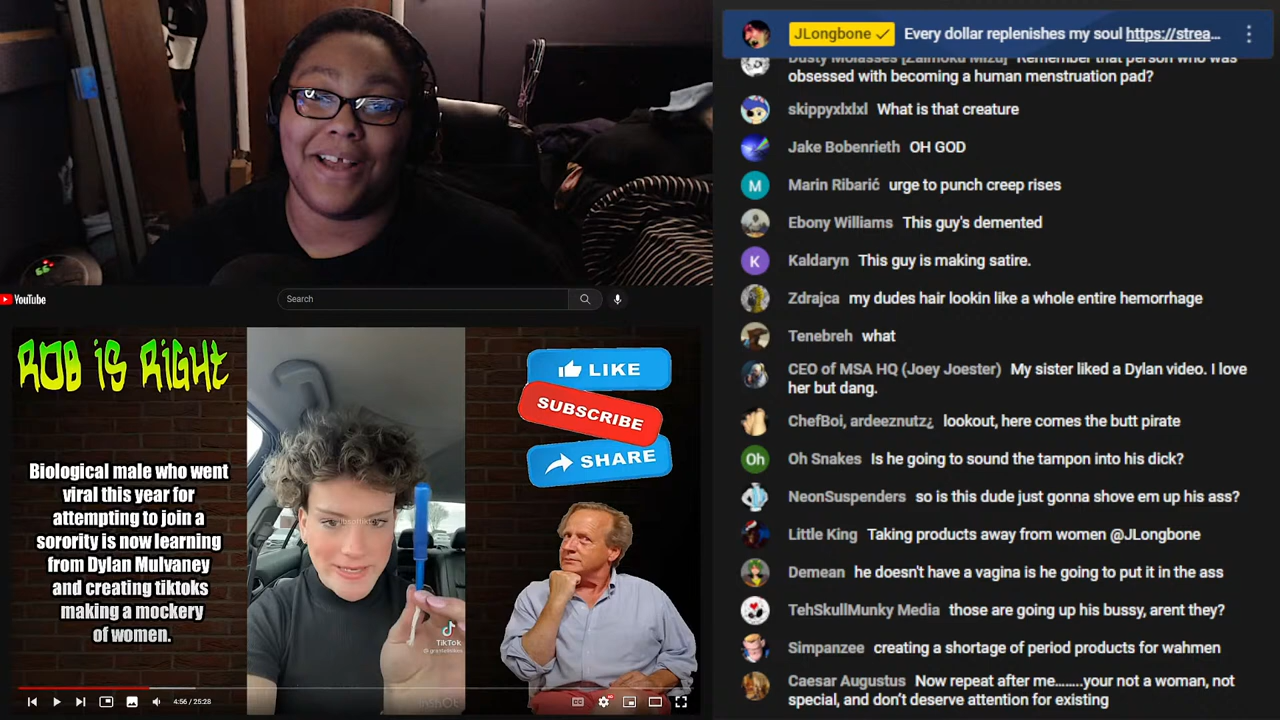 JLongbone ✓ Every dollar replenishes my soul https://strea...
Dusty Molasses [Zaimoku Mizu] Remember that person who was
obsessed with becoming a human menstruation pad?
skippyxlxlxl What is that creature
Jake Bobenrieth OH GOD
M
Marin Ribarić urge to punch creep rises
Ebony Williams This guy's demented
K
Kaldaryn This guy is making satire.
Zdrajca my dudes hair lookin like a whole entire hemorrhage
Tenebreh what
CEO of MSA HQ (Joey Joester) My sister liked a Dylan video. I love
her but dang.
ChefBoi, ardeeznutz¿ lookout, here comes the butt pirate
Oh
Oh Snakes Is he going to sound the tampon into his dick?
NeonSuspenders so is this dude just gonna shove em up his ass?
Little King Taking products away from women @JLongbone
Demean he doesn't have a vagina is he going to put it in the ass
TehSkullMunky Media those are going up his bussy, arent they?
Simpanzee creating a shortage of period products for wahmen
Caesar Augustus Now repeat after me........your not a woman, not
special, and don't deserve attention for existing
YouTube
Search
ROB iS RiGHt
Biological male who went
viral this year for
attempting to join a
sorority is now learning
from Dylan Mulvaney
and creating tiktoks
making a mockery
of women.
LIKE
SUBSCRIBE
SHARE
TikTok
4:56 / 25:28